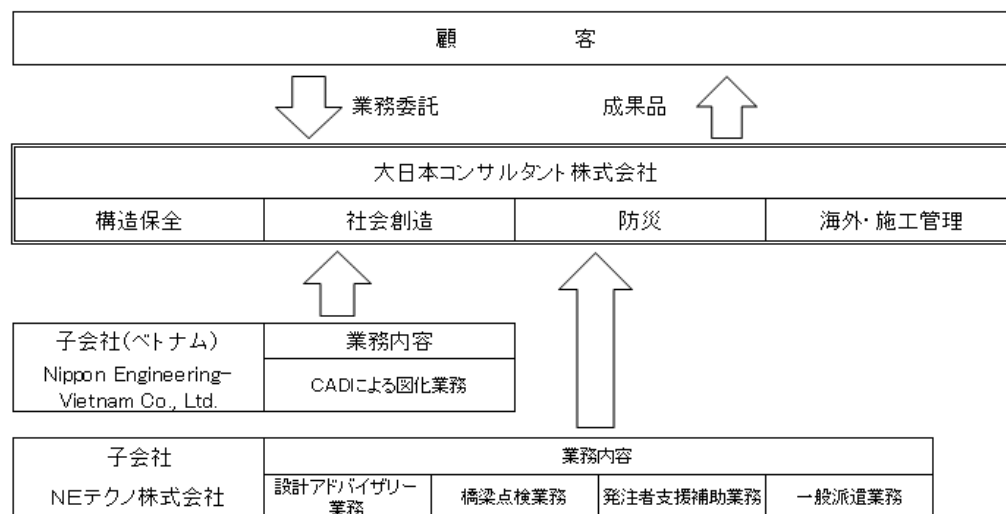 顧　　　客
業務委託　成果品
大日本コンサルタント株式会社
構造保全　社会創造　防災　海外・施工管理
子会社(ベトナム)　業務内容
Nippon Engineering-
Vietnam Co., Ltd.
CADによる図化業務
子会社　業務内容
NEテクノ株式会社
設計アドバイザリー
業務
橋梁点検業務　発注者支援補助業務　一般派遣業務